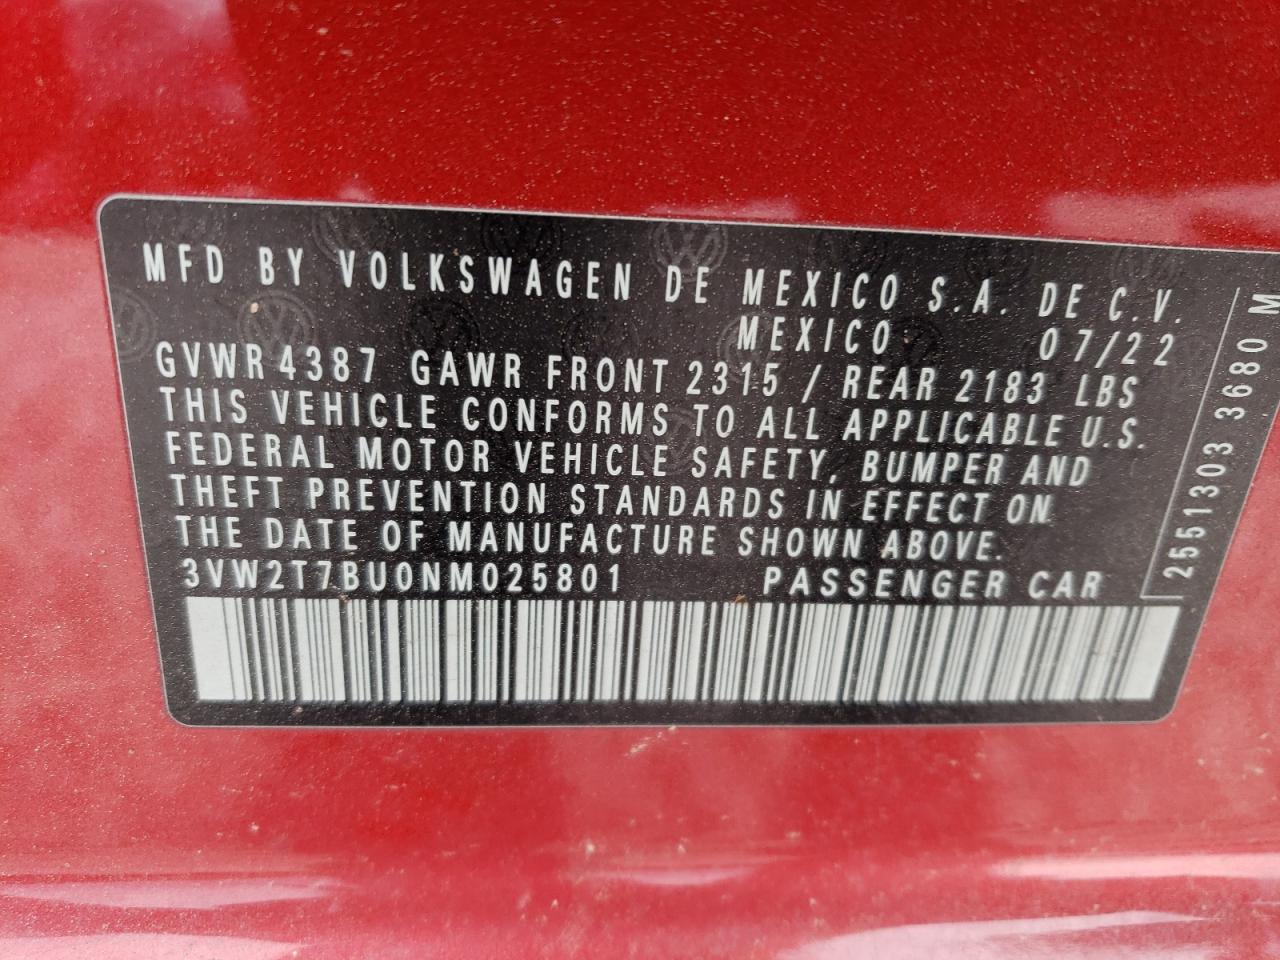 MFD BY VOLKSWAGEN DE MEXICO S.A. DE C.V.
MEXICO 07/22
GVWR 4387 GAWR FRONT 2315 / REAR 2183 LBS
THIS VEHICLE CONFORMS TO ALL APPLICABLE U.S.
FEDERAL MOTOR VEHICLE SAFETY, BUMPER AND
THEFT PREVENTION STANDARDS IN EFFECT ON
THE DATE OF MANUFACTURE SHOWN ABOVE.
3VW2T7BU0NM025801 PASSENGER CAR
2551303 3680 M